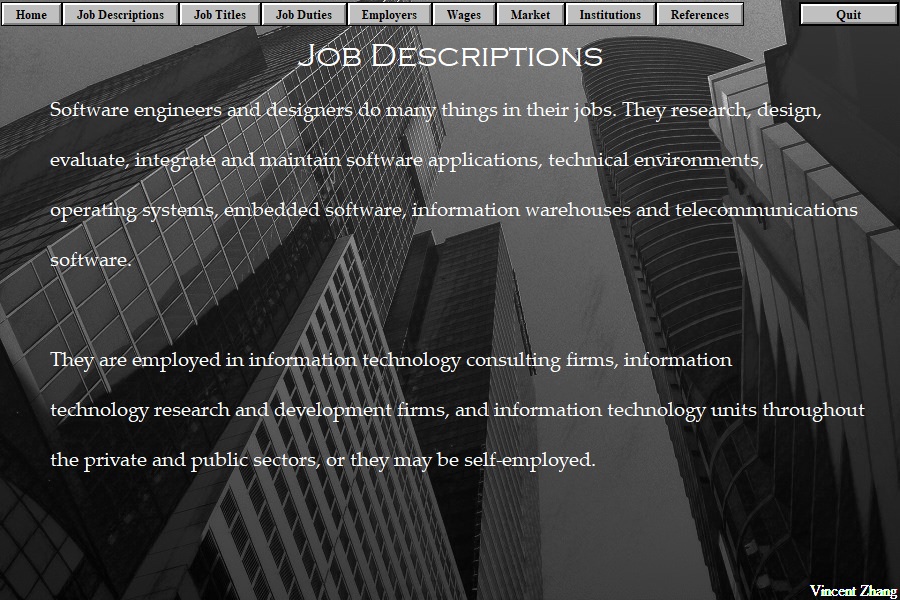 Home Job Descriptions Job Titles Job Duties Employers Wages Market Institutions References Quit
Job Descriptions
Software engineers and designers do many things in their jobs. They research, design,
evaluate, integrate and maintain software applications, technical environments,
operating systems, embedded software, information warehouses and telecommunications
software.
They are employed in information technology consulting firms, information
technology research and development firms, and information technology units throughout
the private and public sectors, or they may be self-employed.
Vincent Zhang